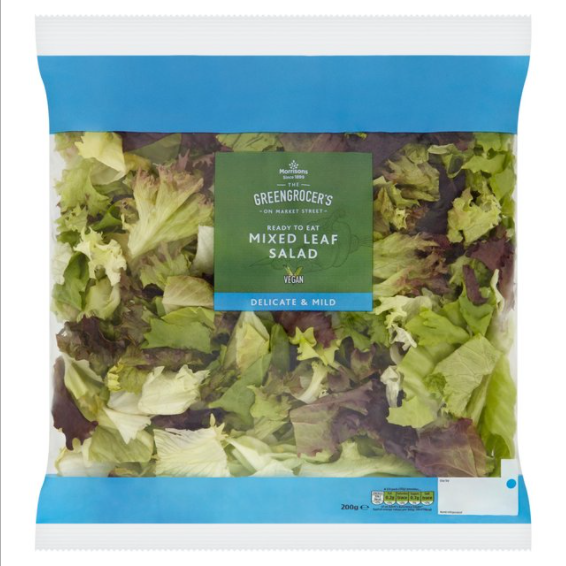 Morrisons
Since 1899
THE
GREENGROCER'S
ON MARKET STREET
READY TO EAT
MIXED LEAF
SALAD
VEGAN
DELICATE & MILD
200g ℮